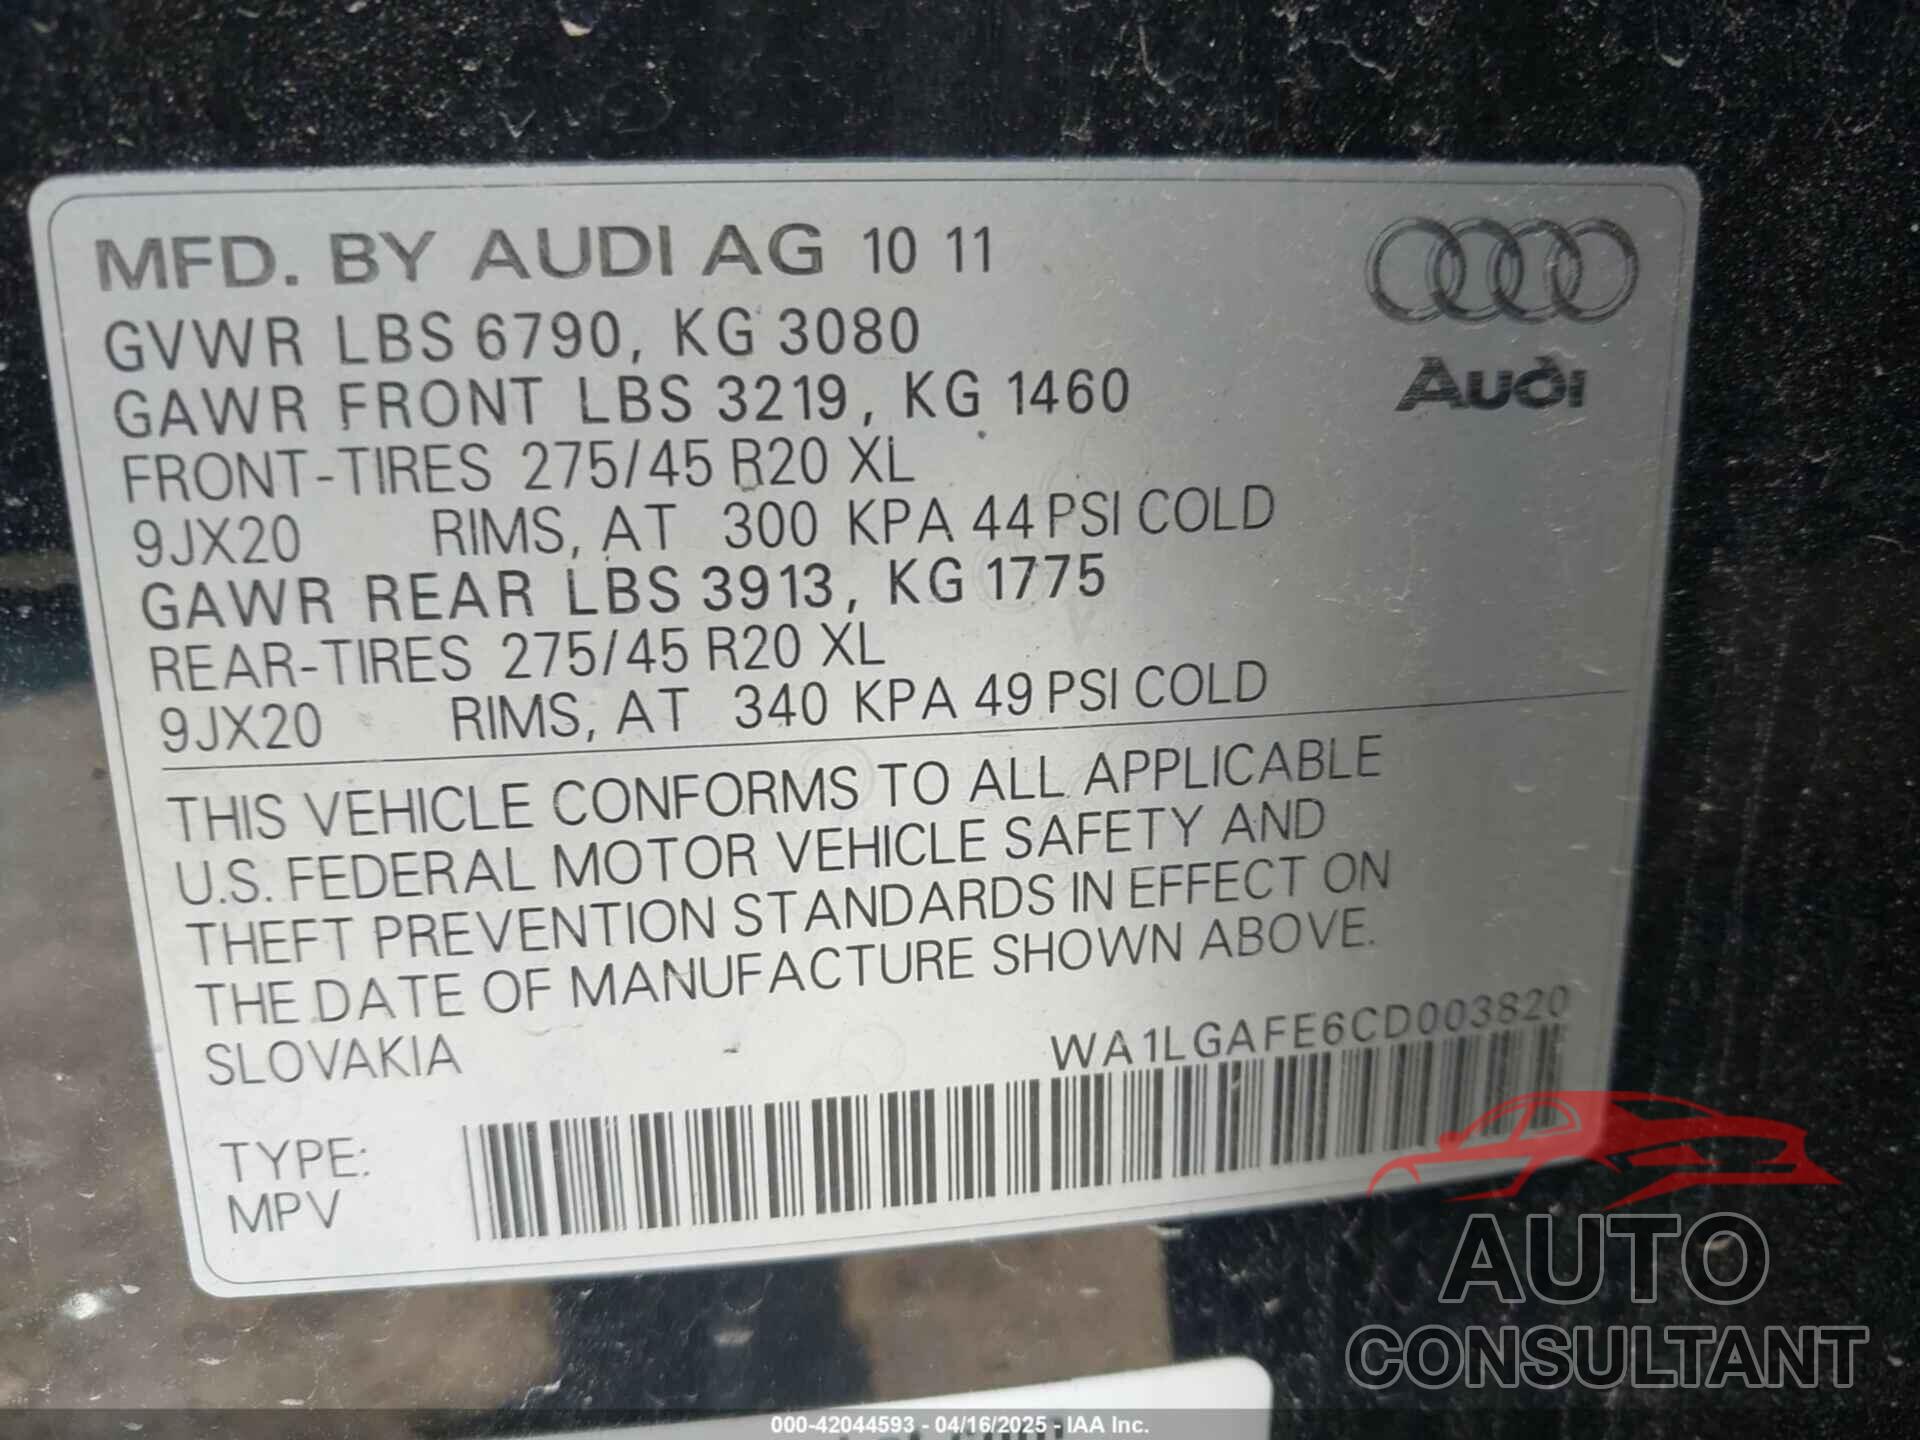 MFD. BY AUDI AG 10 11
GVWR LBS 6790, KG 3080
GAWR FRONT LBS 3219, KG 1460
FRONT-TIRES 275/45 R20 XL
9JX20 RIMS, AT 300 KPA 44 PSI COLD
GAWR REAR LBS 3913, KG 1775
REAR-TIRES 275/45 R20 XL
9JX20 RIMS, AT 340 KPA 49 PSI COLD
Audi
THIS VEHICLE CONFORMS TO ALL APPLICABLE
U.S. FEDERAL MOTOR VEHICLE SAFETY AND
THEFT PREVENTION STANDARDS IN EFFECT ON
THE DATE OF MANUFACTURE SHOWN ABOVE.
SLOVAKIA
WA1LGAFE6CD003820
TYPE:
MPV
AUTO
CONSULTANT
000-42044593 - 04/16/2025 - IAA Inc.